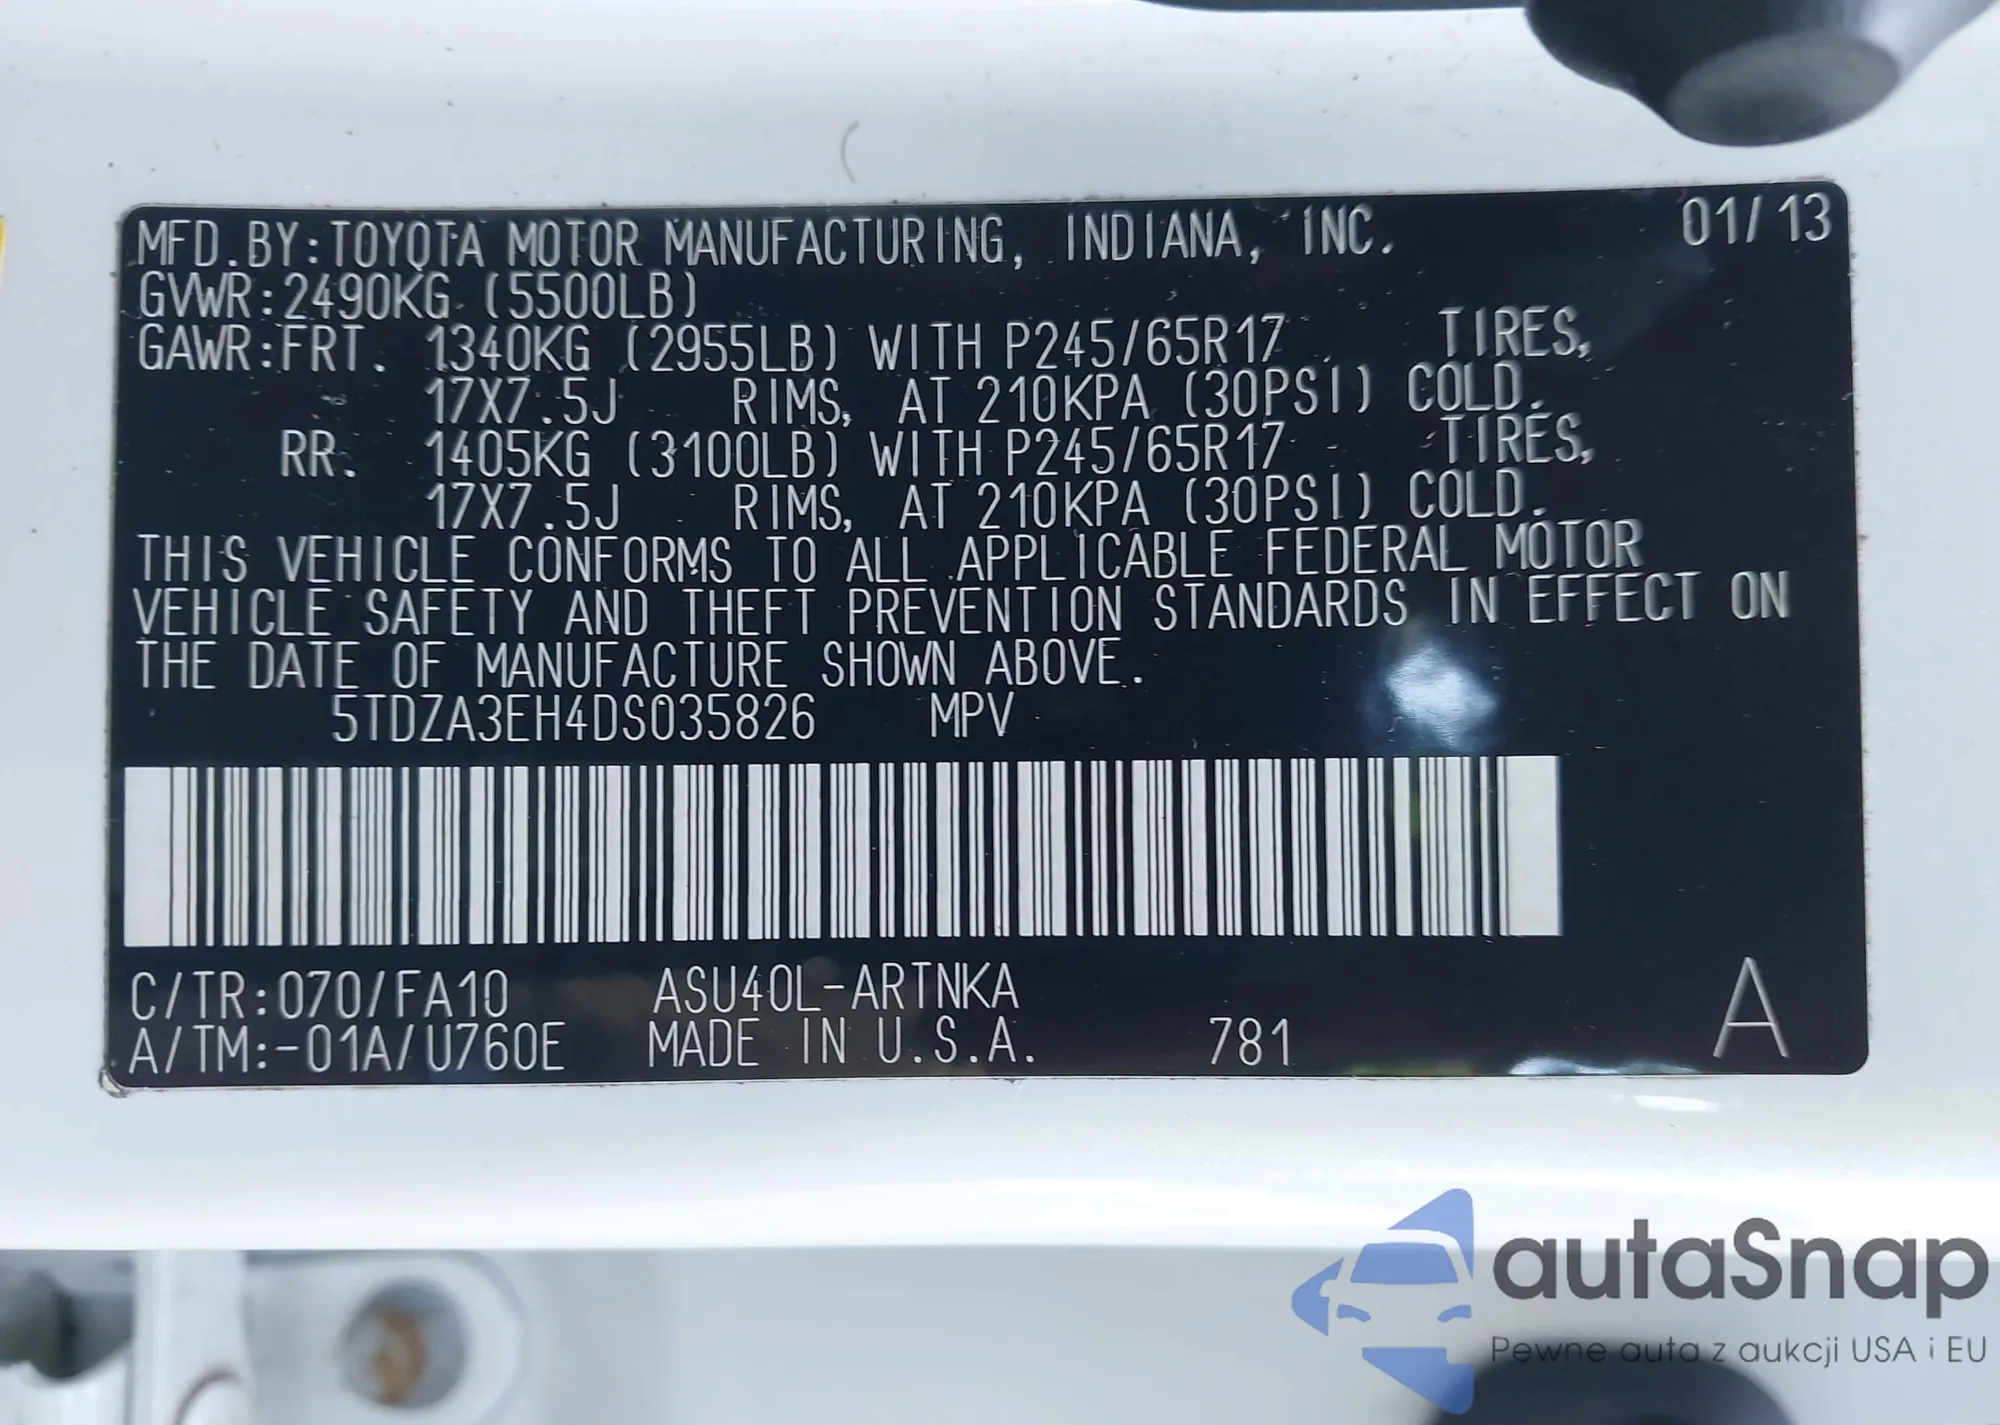 MFD.BY:TOYOTA MOTOR MANUFACTURING, INDIANA, INC. 01/13
GVWR:2490KG (5500LB)
GAWR:FRT. 1340KG (2955LB) WITH P245/65R17 TIRES,
17X7.5J RIMS, AT 210KPA (30PSI) COLD.
RR. 1405KG (3100LB) WITH P245/65R17 TIRES,
17X7.5J RIMS, AT 210KPA (30PSI) COLD.
THIS VEHICLE CONFORMS TO ALL APPLICABLE FEDERAL MOTOR
VEHICLE SAFETY AND THEFT PREVENTION STANDARDS IN EFFECT ON
THE DATE OF MANUFACTURE SHOWN ABOVE.
5TDZA3EH4DS035826 MPV
C/TR:070/FA10 ASU40L-ARTNKA A
A/TM:-01A/U760E MADE IN U.S.A. 781
autaSnap
Pewne auta z aukcji USA i EU